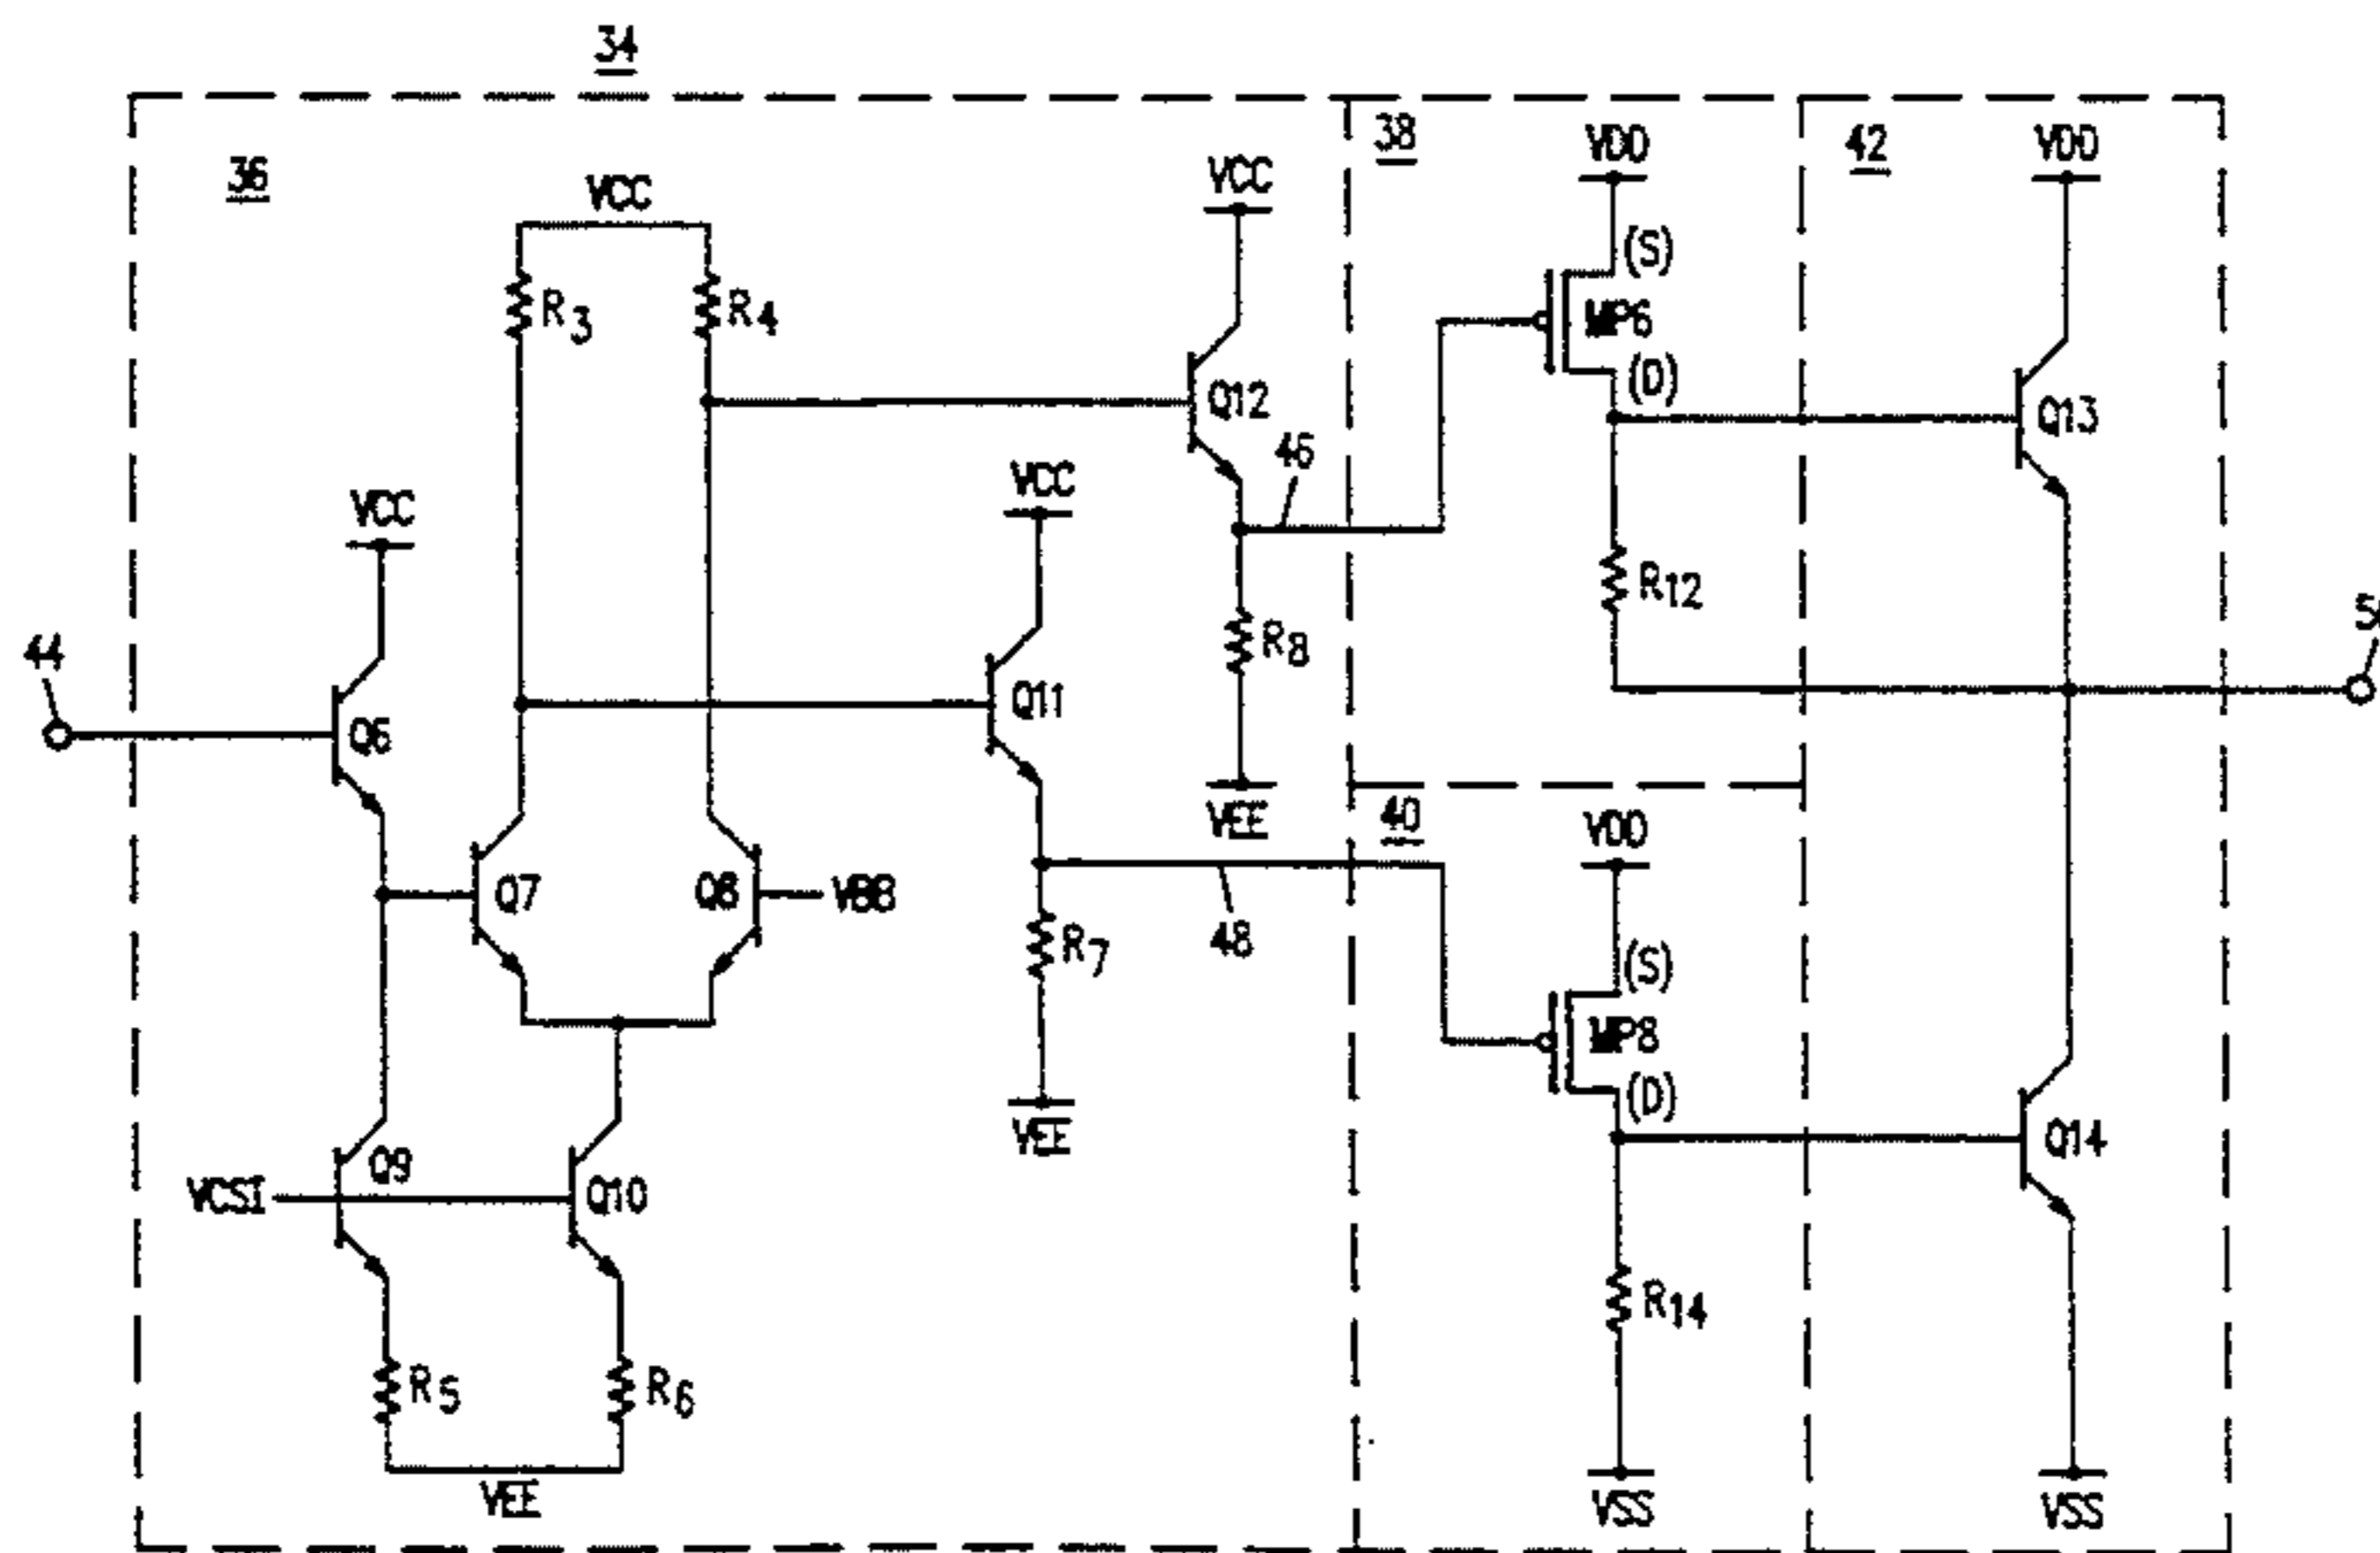 34
36
38
42
VDD
VDD
VCC
VCC
(S)
R3
R4
MP6
(D)
Q12
Q13
46
VCC
VCC
R12
44
R8
Q6
Q11
VEE
40
VDD
Q7
Q8
VBB
48
R7
(S)
MP8
(D)
VEE
Q14
Q9
VCS1
Q10
R14
R5
R6
VEE
VSS
VSS